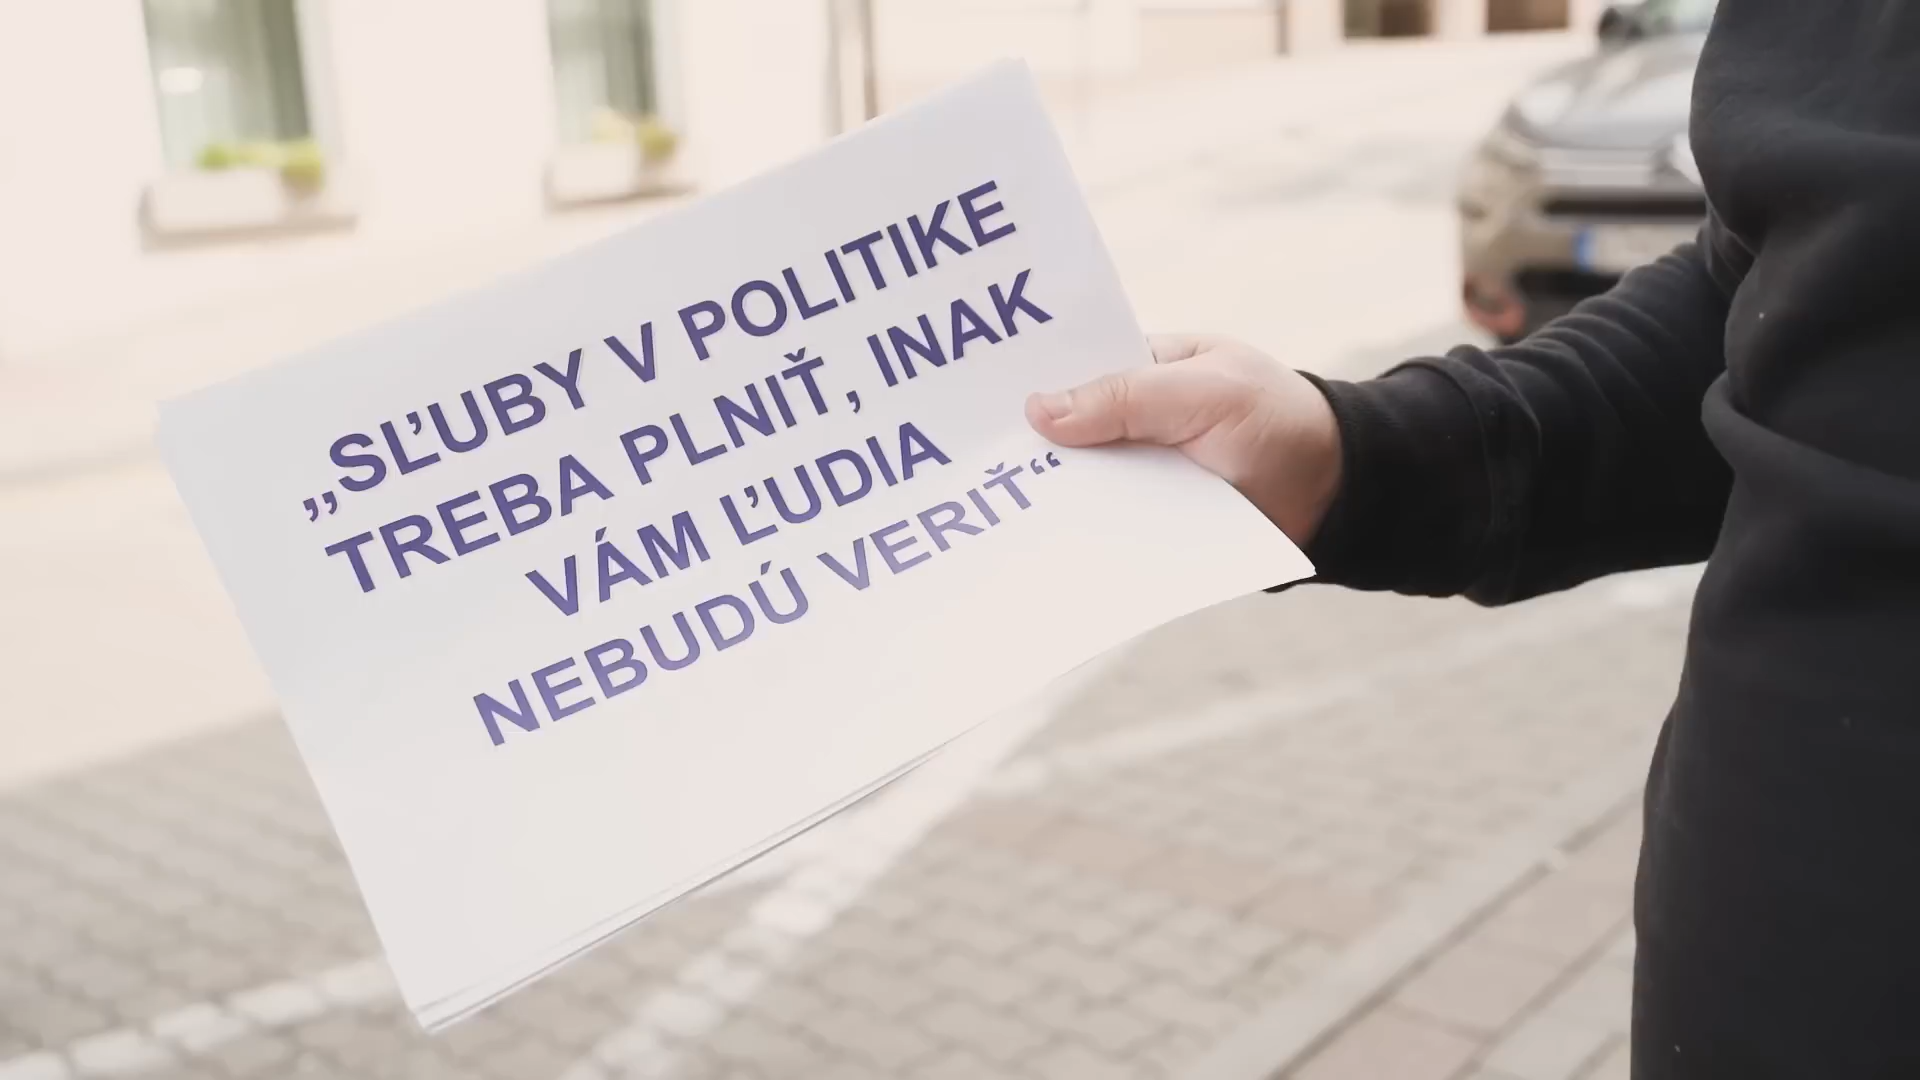 „SĽUBY V POLITIKE
TREBA PLNIŤ, INAK
VÁM ĽUDIA
NEBUDÚ VERIŤ“